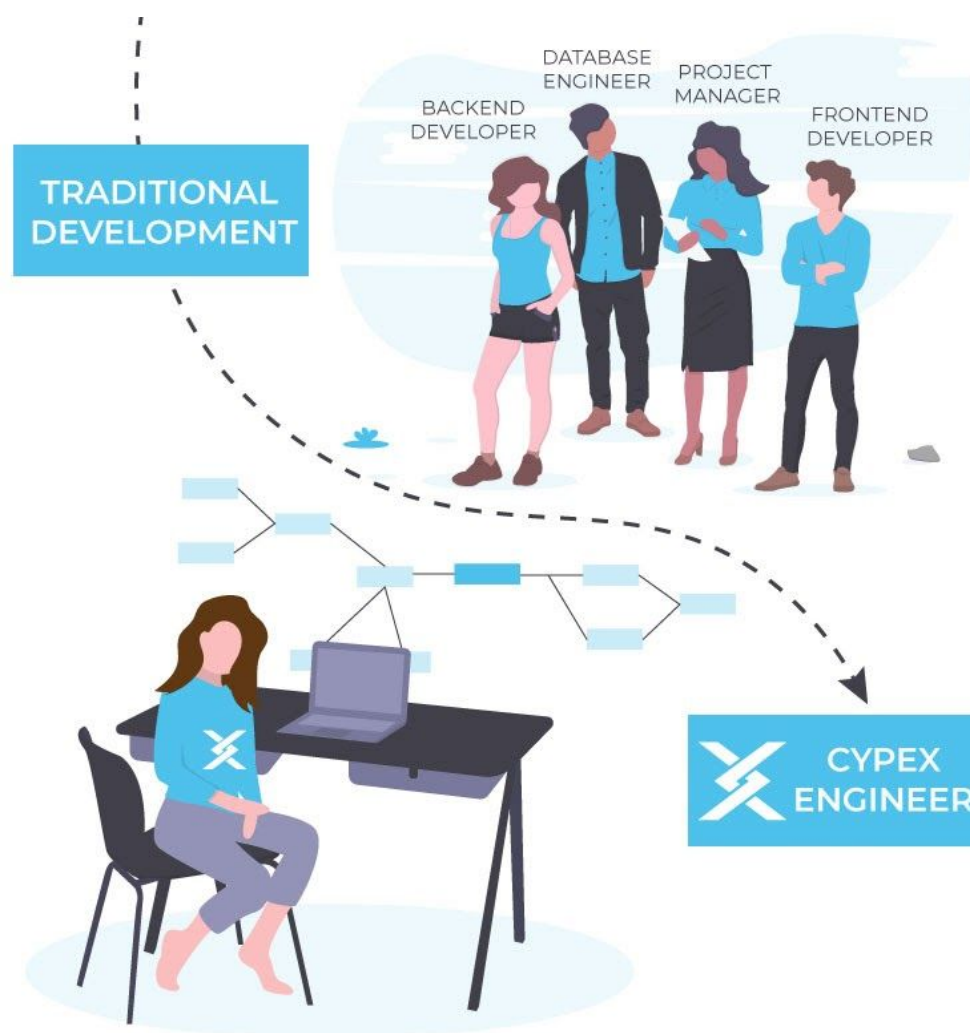 DATABASE
ENGINEER
PROJECT
MANAGER
BACKEND
DEVELOPER
FRONTEND
DEVELOPER
TRADITIONAL
DEVELOPMENT
CYPEX
ENGINEER